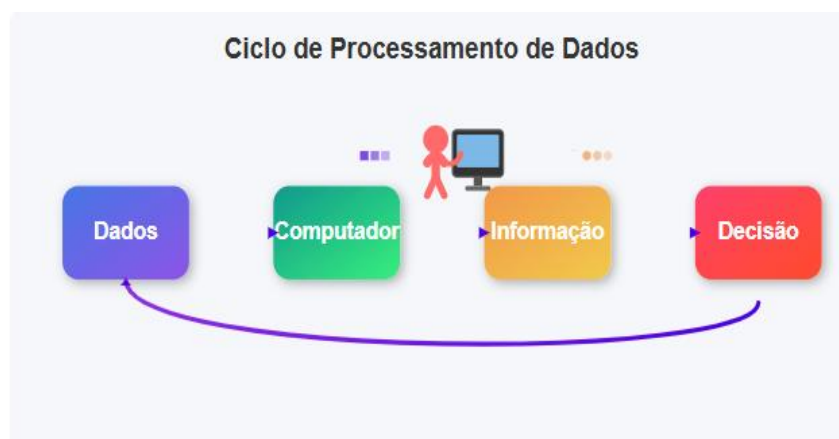 Ciclo de Processamento de Dados
Dados
Computador
Informação
Decisão